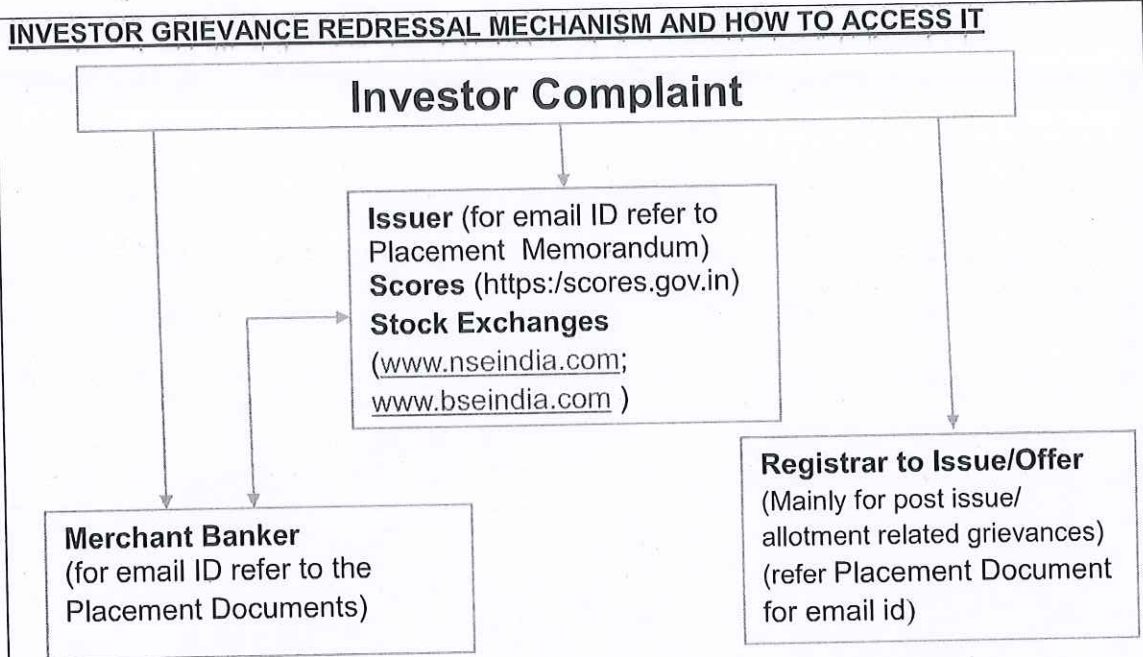 INVESTOR GRIEVANCE REDRESSAL MECHANISM AND HOW TO ACCESS IT
Investor Complaint
Issuer (for email ID refer to
Placement Memorandum)
Scores (https:/scores.gov.in)
Stock Exchanges
(www.nseindia.com;
www.bseindia.com )
Merchant Banker
(for email ID refer to the
Placement Documents)
Registrar to Issue/Offer
(Mainly for post issue/
allotment related grievances)
(refer Placement Document
for email id)